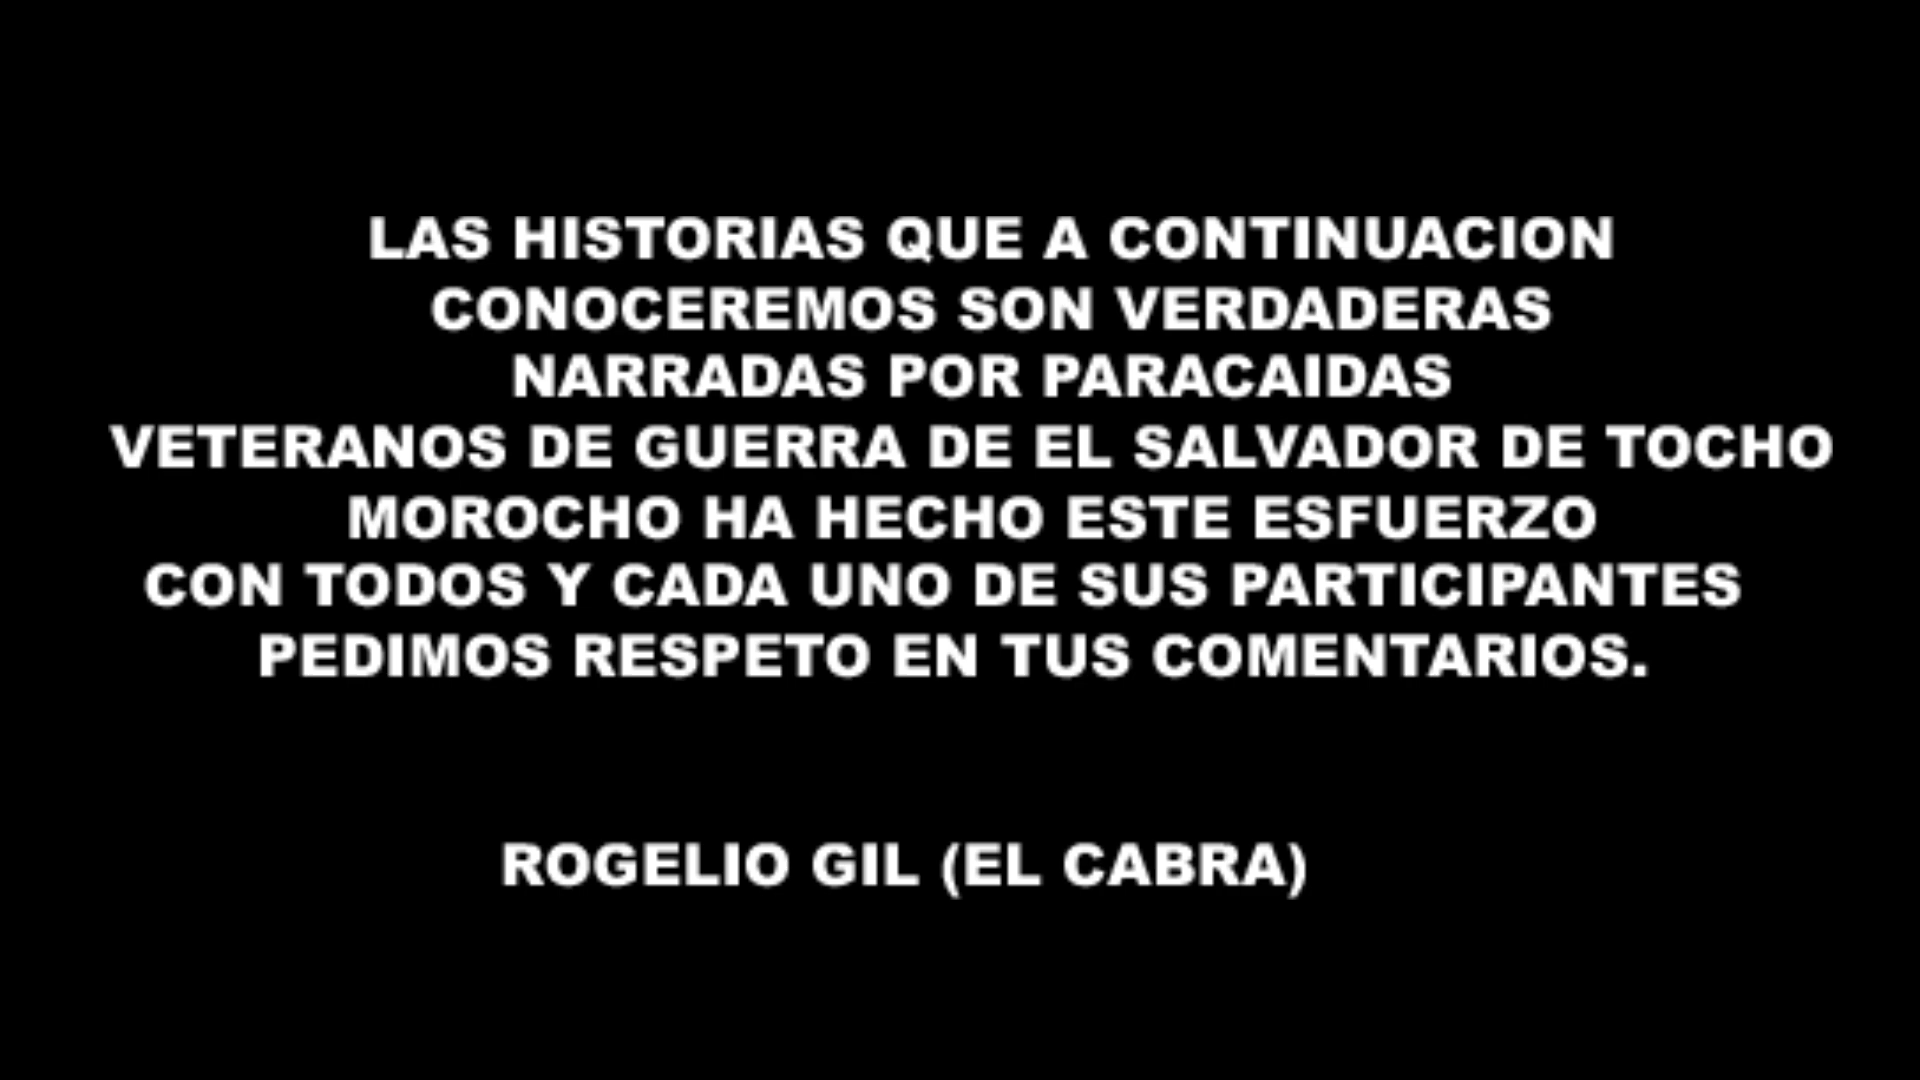 LAS HISTORIAS QUE A CONTINUACION
CONOCEREMOS SON VERDADERAS
NARRADAS POR PARACAIDAS
VETERANOS DE GUERRA DE EL SALVADOR DE TOCHO
MOROCHO HA HECHO ESTE ESFUERZO
CON TODOS Y CADA UNO DE SUS PARTICIPANTES
PEDIMOS RESPETO EN TUS COMENTARIOS.
ROGELIO GIL (EL CABRA)